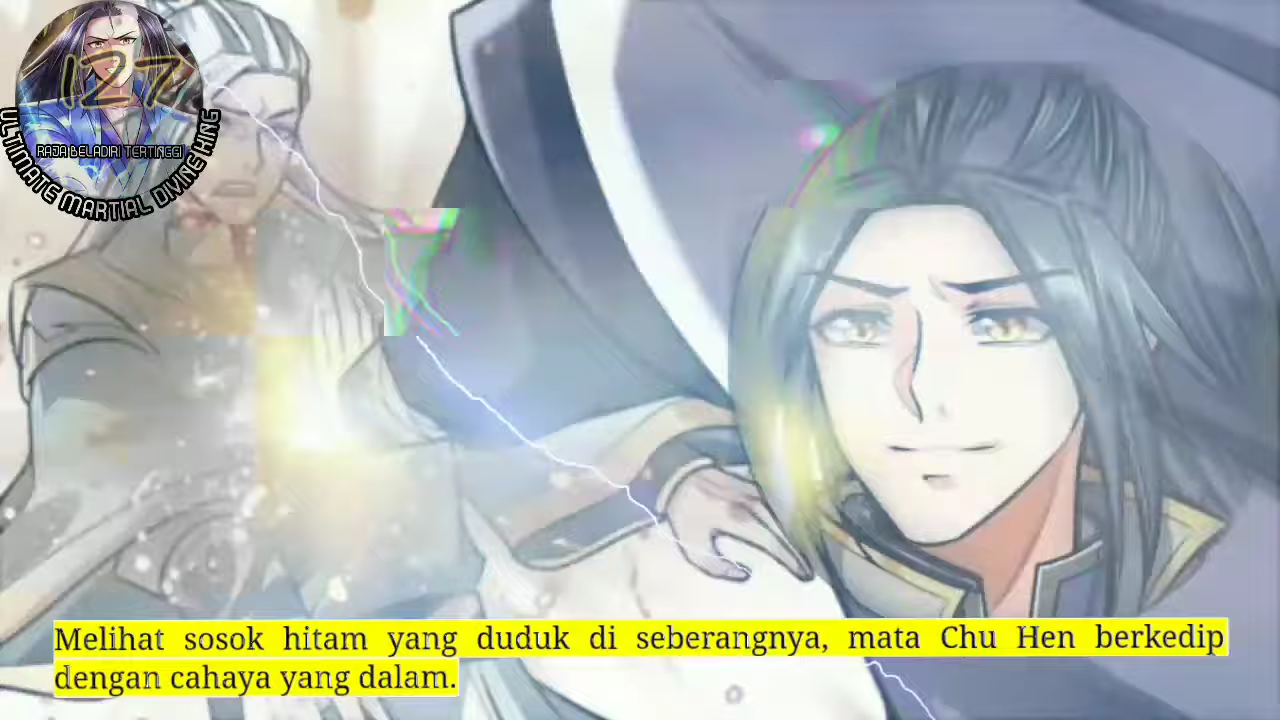 127
RAJA BELADIRI TERTINGGI
ULTIMATE MARTIAL DIVINE KING
Melihat sosok hitam yang duduk di seberangnya, mata Chu Hen berkedip
dengan cahaya yang dalam.